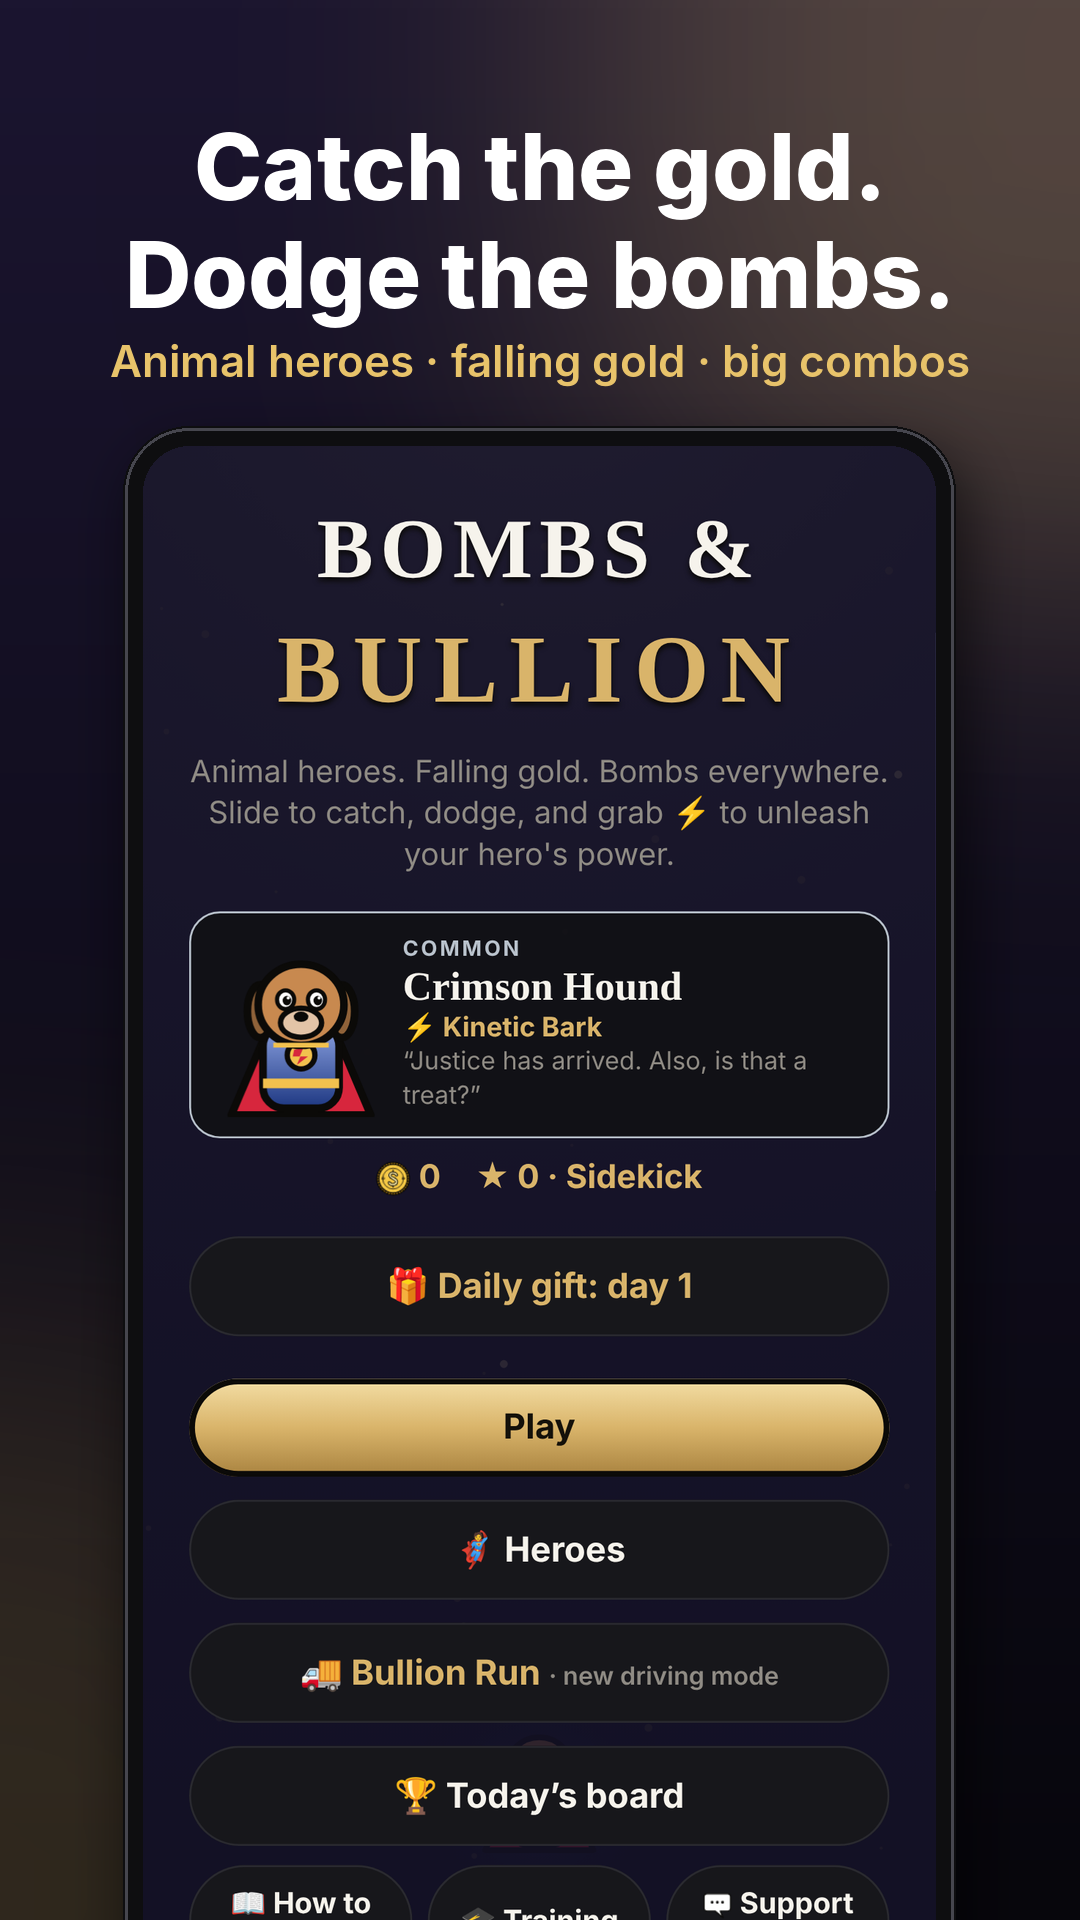 Catch the gold.
Dodge the bombs.
Animal heroes · falling gold · big combos
BOMBS &
BULLION
Animal heroes. Falling gold. Bombs everywhere.
Slide to catch, dodge, and grab ⚡ to unleash
your hero's power.
COMMON
Crimson Hound
⚡ Kinetic Bark
“Justice has arrived. Also, is that a
treat?”
0 ★ 0 · Sidekick
🎁 Daily gift: day 1
Play
Heroes
🚚 Bullion Run · new driving mode
🏆 Today’s board
📖 How to
Training
💬 Support